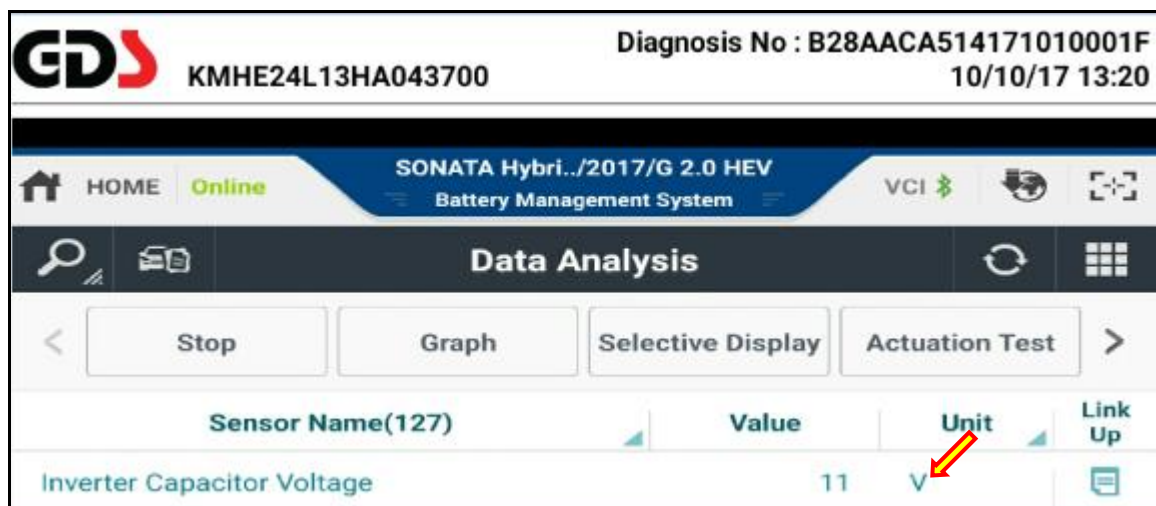 GDS
Diagnosis No : B28AACA514171010001F
KMHE24L13HA043700
10/10/17 13:20
HOME Online
SONATA Hybri../2017/G 2.0 HEV
VCI
Battery Management System
Data Analysis
< Stop Graph Selective Display Actuation Test >
Sensor Name(127) Value Unit Link Up
Inverter Capacitor Voltage 11 V